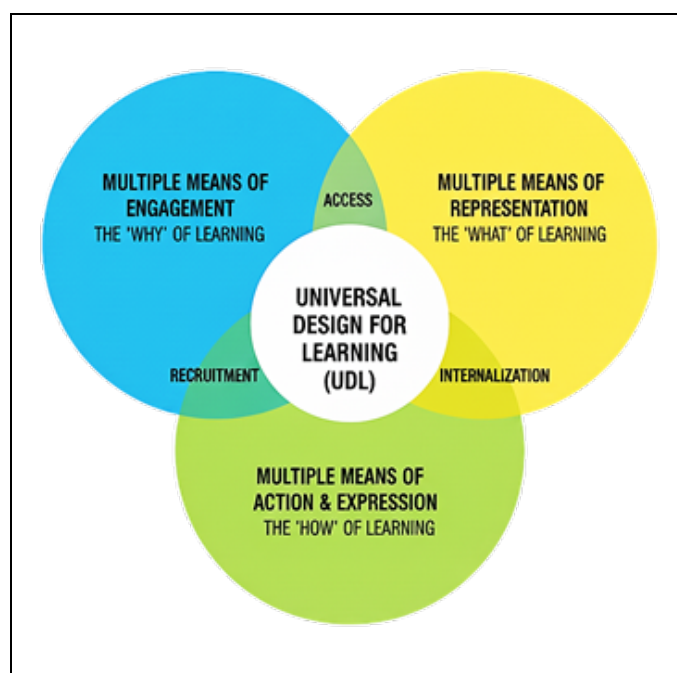 MULTIPLE MEANS OF
ENGAGEMENT
THE 'WHY' OF LEARNING
ACCESS
MULTIPLE MEANS OF
REPRESENTATION
THE 'WHAT' OF LEARNING
UNIVERSAL
DESIGN FOR
LEARNING
(UDL)
RECRUITMENT
INTERNALIZATION
MULTIPLE MEANS OF
ACTION & EXPRESSION
THE 'HOW' OF LEARNING